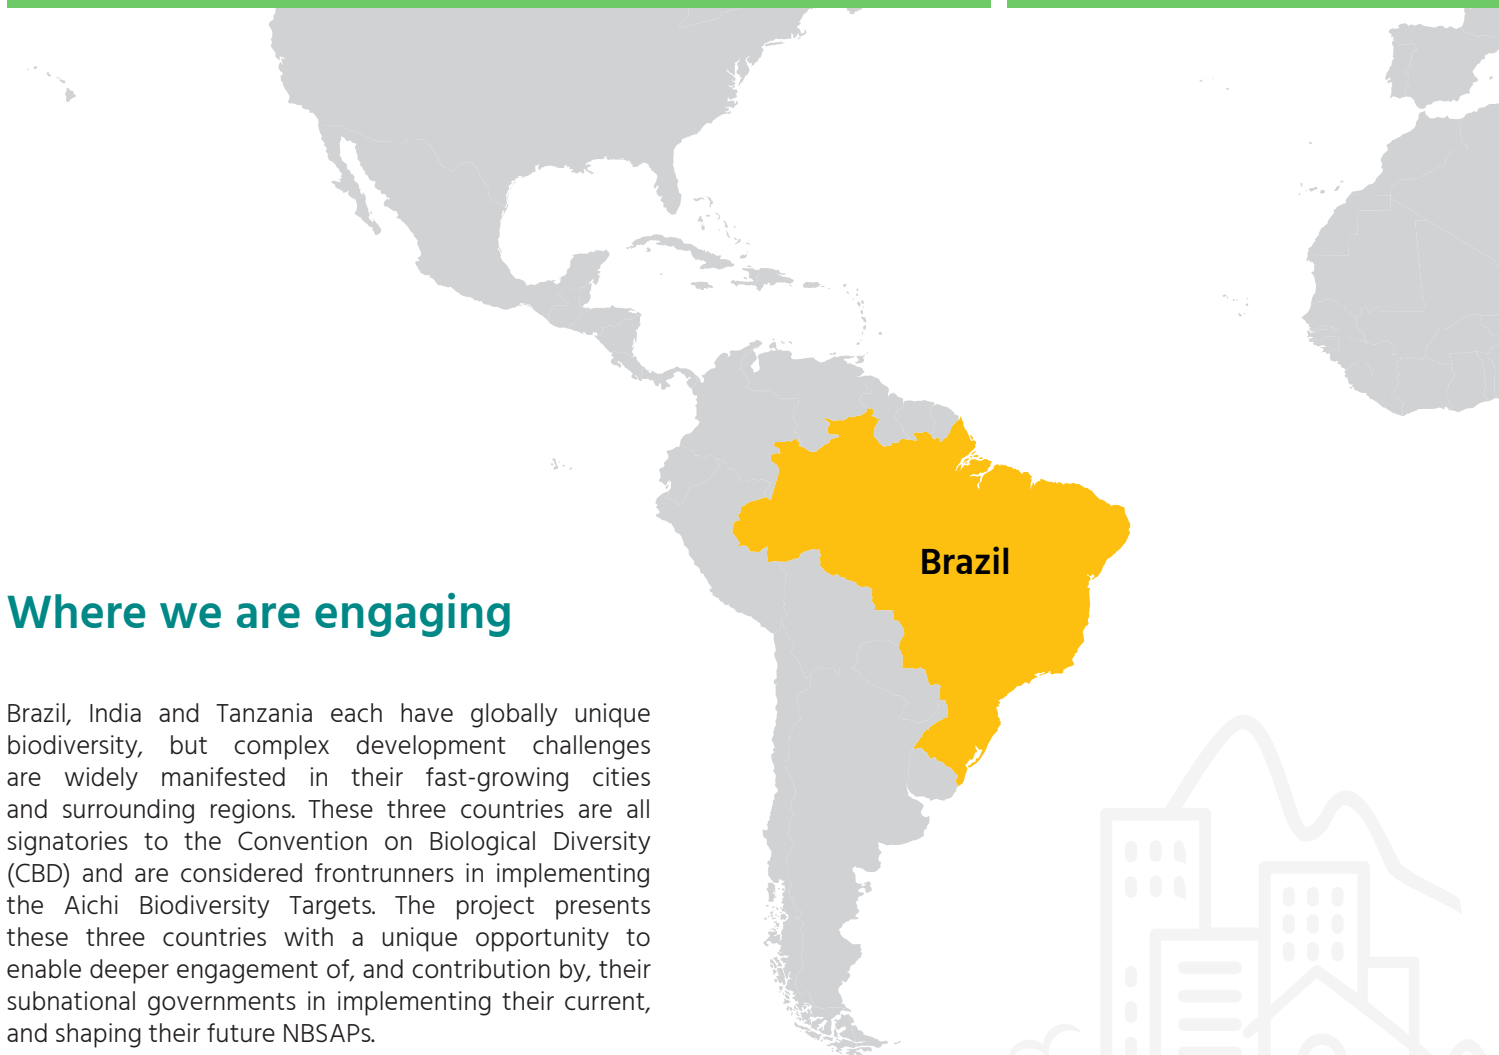 Brazil
Where we are engaging
Brazil, India and Tanzania each have globally unique
biodiversity, but complex development challenges
are widely manifested in their fast-growing cities
and surrounding regions. These three countries are all
signatories to the Convention on Biological Diversity
(CBD) and are considered frontrunners in implementing
the Aichi Biodiversity Targets. The project presents
these three countries with a unique opportunity to
enable deeper engagement of, and contribution by, their
subnational governments in implementing their current,
and shaping their future NBSAPs.